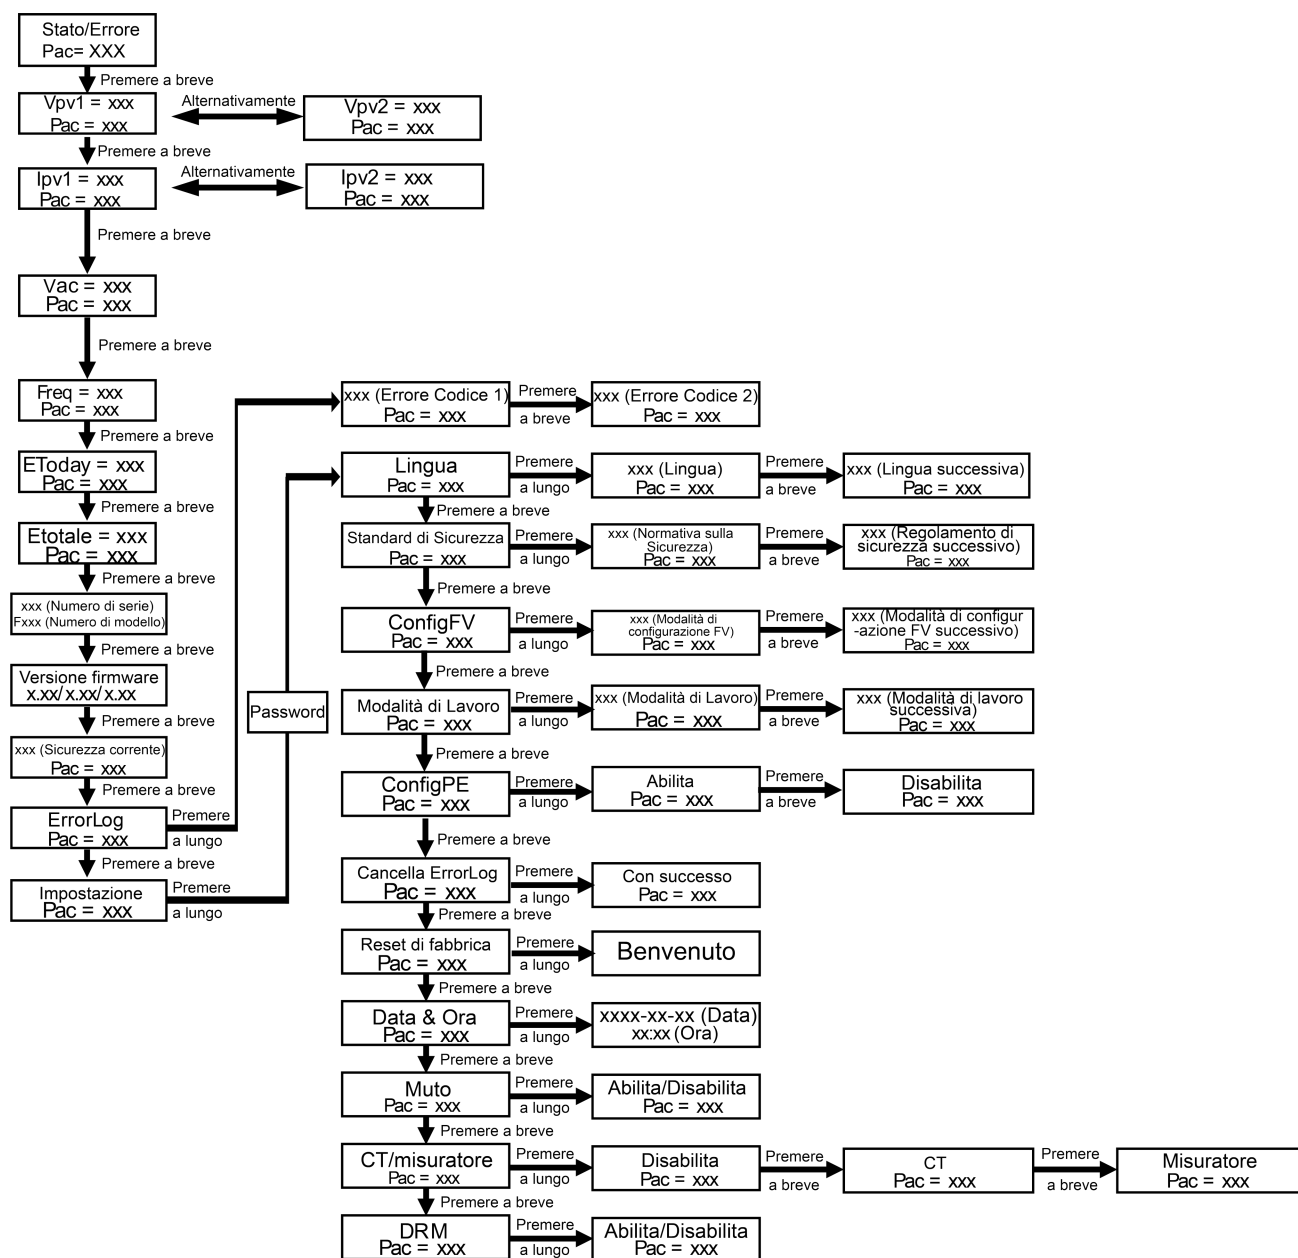 Stato/Errore
Pac= XXX
Premere a breve
Vpv1 = xxx
Pac = xxx
Alternativamente
Vpv2 = xxx
Pac = xxx
Premere a breve
Ipv1 = xxx
Pac = xxx
Alternativamente
Ipv2 = xxx
Pac = xxx
Premere a breve
Vac = xxx
Pac = xxx
Premere a breve
Freq = xxx
Pac = xxx
Premere a breve
EToday = xxx
Pac = xxx
Premere a breve
Etotale = xxx
Pac = xxx
Premere a breve
xxx (Numero di serie)
Fxxx (Numero di modello)
Premere a breve
Versione firmware
x.xx/x.xx/x.xx
Premere a breve
xxx (Sicurezza corrente)
Pac = xxx
Premere a breve
ErrorLog
Pac = xxx
Premere
a lungo
Premere a breve
Impostazione
Pac = xxx
Premere
a lungo
Password
xxx (Errore Codice 1)
Pac = xxx
Premere
a breve
xxx (Errore Codice 2)
Pac = xxx
Lingua
Pac = xxx
Premere
a lungo
xxx (Lingua)
Pac = xxx
Premere
a breve
xxx (Lingua successiva)
Pac = xxx
Premere a breve
Standard di Sicurezza
Pac = xxx
Premere
a lungo
xxx (Normativa sulla
Sicurezza)
Pac = xxx
Premere
a breve
xxx (Regolamento di
sicurezza successivo)
Pac = xxx
Premere a breve
ConfigFV
Pac = xxx
Premere
a lungo
xxx (Modalità di
configurazione FV)
Pac = xxx
Premere
a breve
xxx (Modalità di configur
-azione FV successivo)
Pac = xxx
Premere a breve
Modalità di Lavoro
Pac = xxx
Premere
a lungo
xxx (Modalità di Lavoro)
Pac = xxx
Premere
a breve
xxx (Modalità di lavoro
successiva)
Pac = xxx
Premere a breve
ConfigPE
Pac = xxx
Premere
a lungo
Abilita
Pac = xxx
Premere
a breve
Disabilita
Pac = xxx
Premere a breve
Cancella ErrorLog
Pac = xxx
Premere
a lungo
Con successo
Pac = xxx
Premere a breve
Reset di fabbrica
Pac = xxx
Premere
a lungo
Benvenuto
Premere a breve
Data & Ora
Pac = xxx
Premere
a lungo
xxxx-xx-xx (Data)
xx:xx (Ora)
Premere a breve
Muto
Pac = xxx
Premere
a lungo
Abilita/Disabilita
Pac = xxx
Premere a breve
CT/misuratore
Pac = xxx
Premere
a lungo
Disabilita
Pac = xxx
Premere
a breve
CT
Pac = xxx
Premere
a breve
Misuratore
Pac = xxx
Premere a breve
DRM
Pac = xxx
Premere
a lungo
Abilita/Disabilita
Pac = xxx